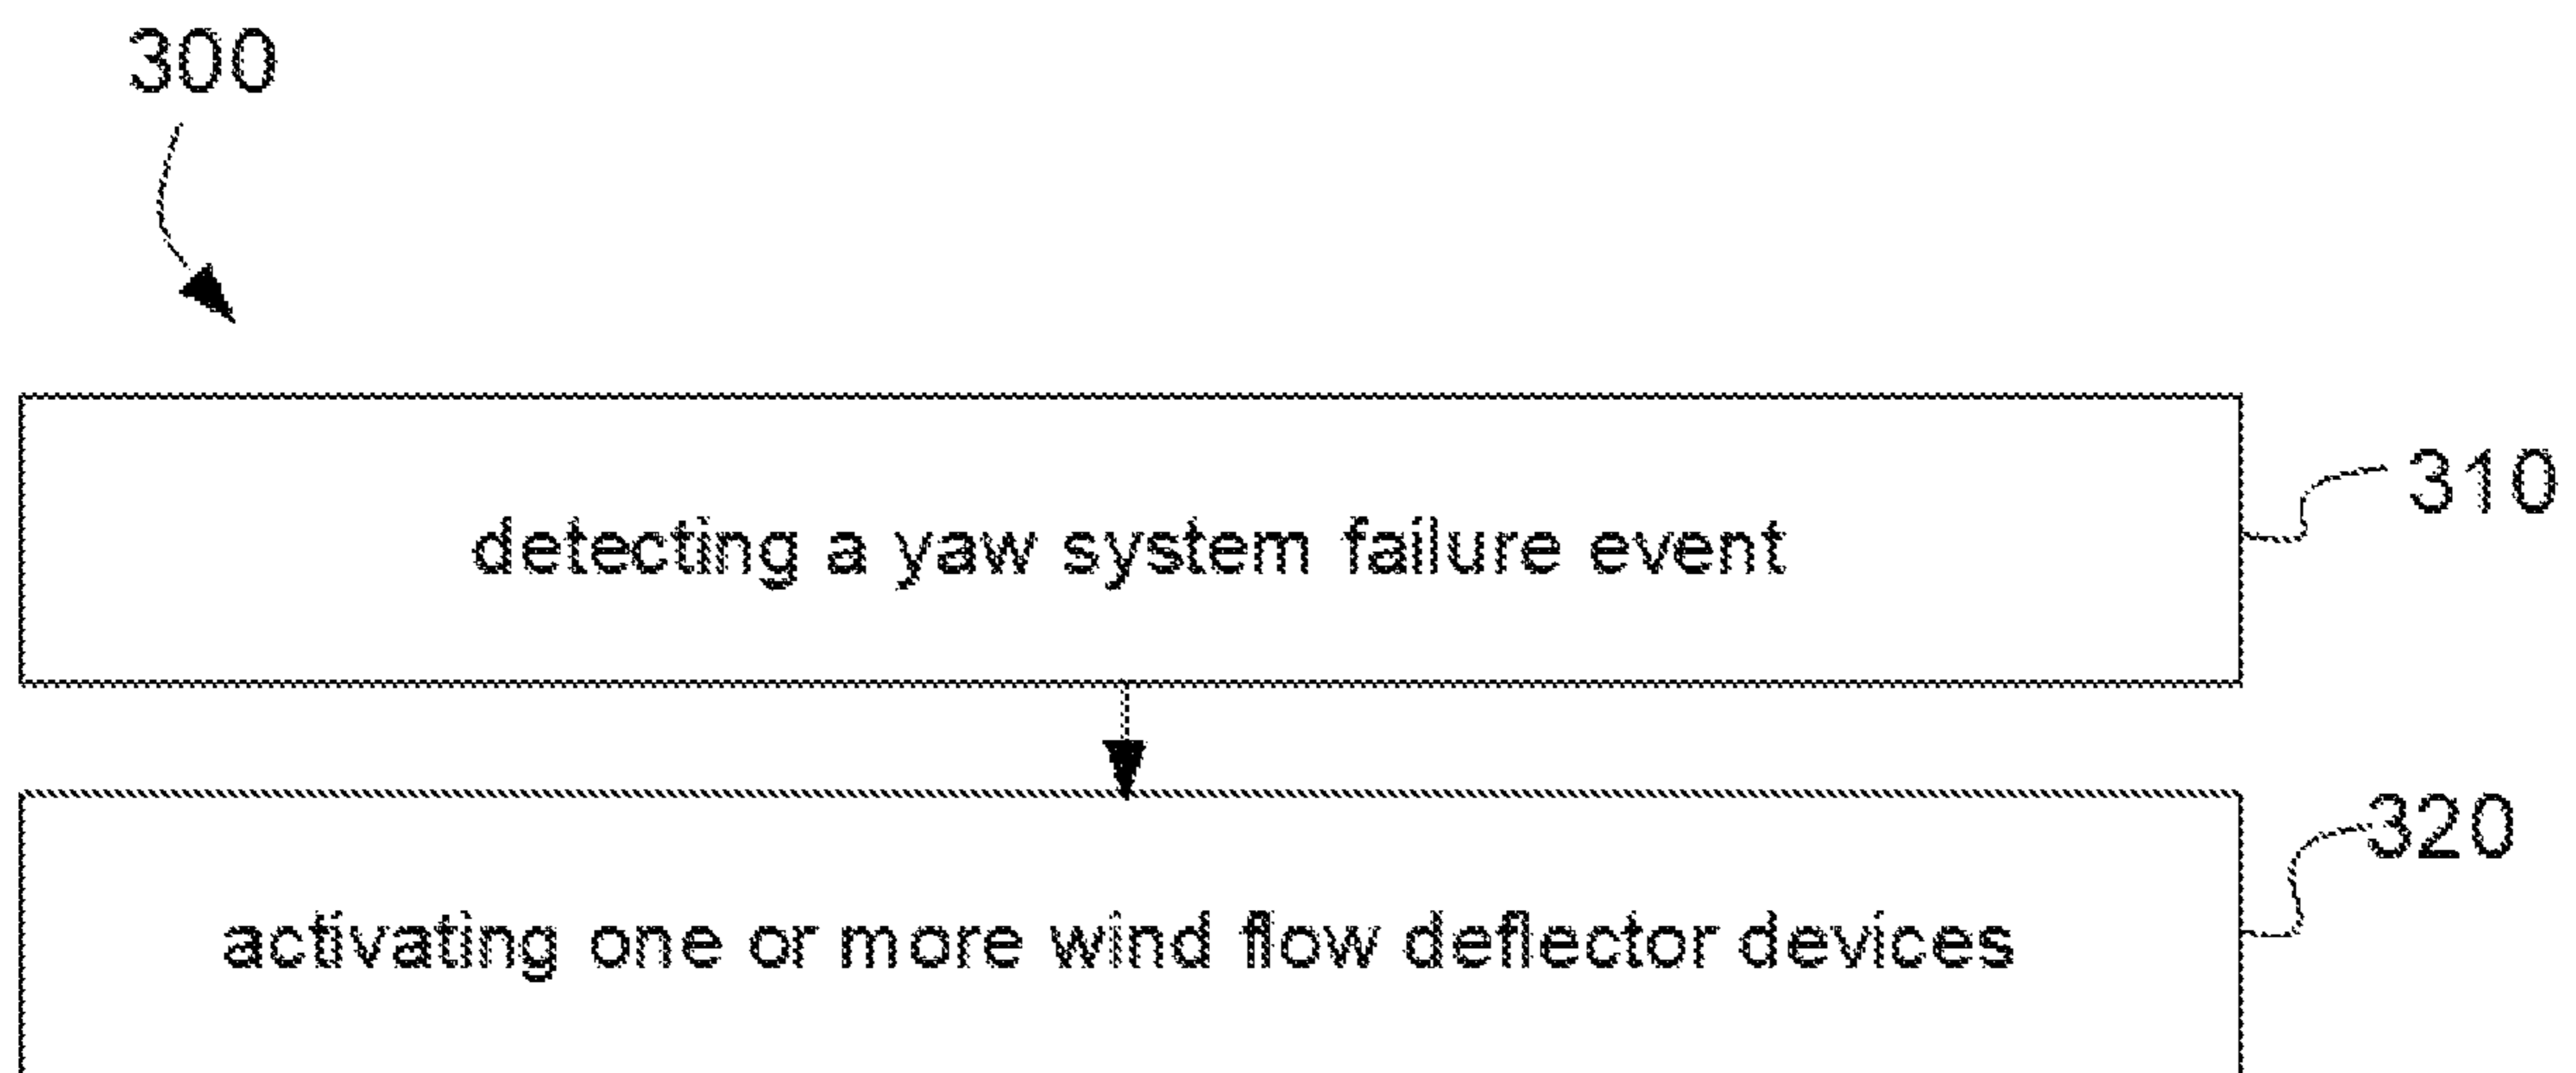 300
detecting a yaw system failure event
310
activating one or more wind flow deflector devices
320